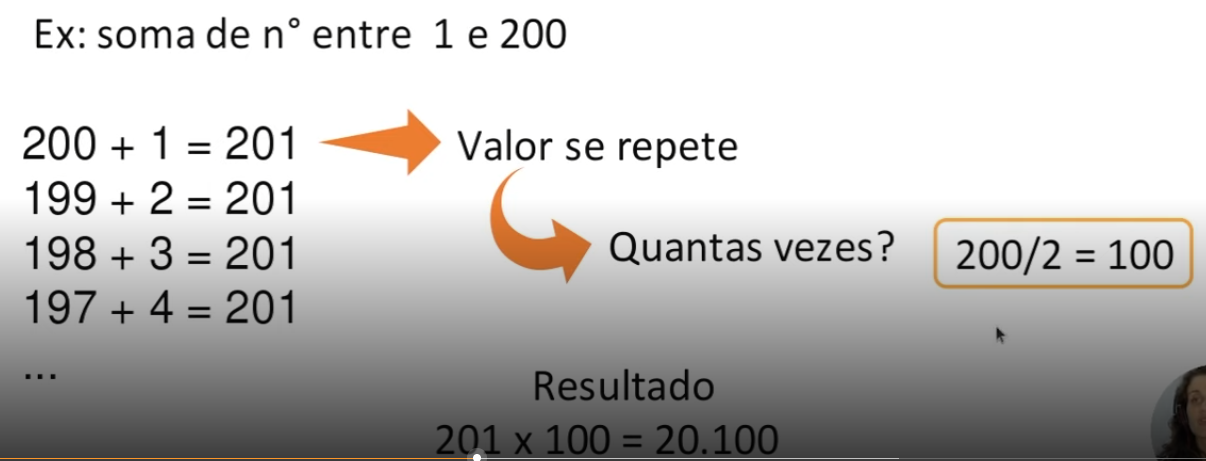 Ex: soma de n° entre 1 e 200
200 + 1 = 201
Valor se repete
199 + 2 = 201
198 + 3 = 201
Quantas vezes?
200/2 = 100
197 + 4 = 201
...
Resultado
201 x 100 = 20.100